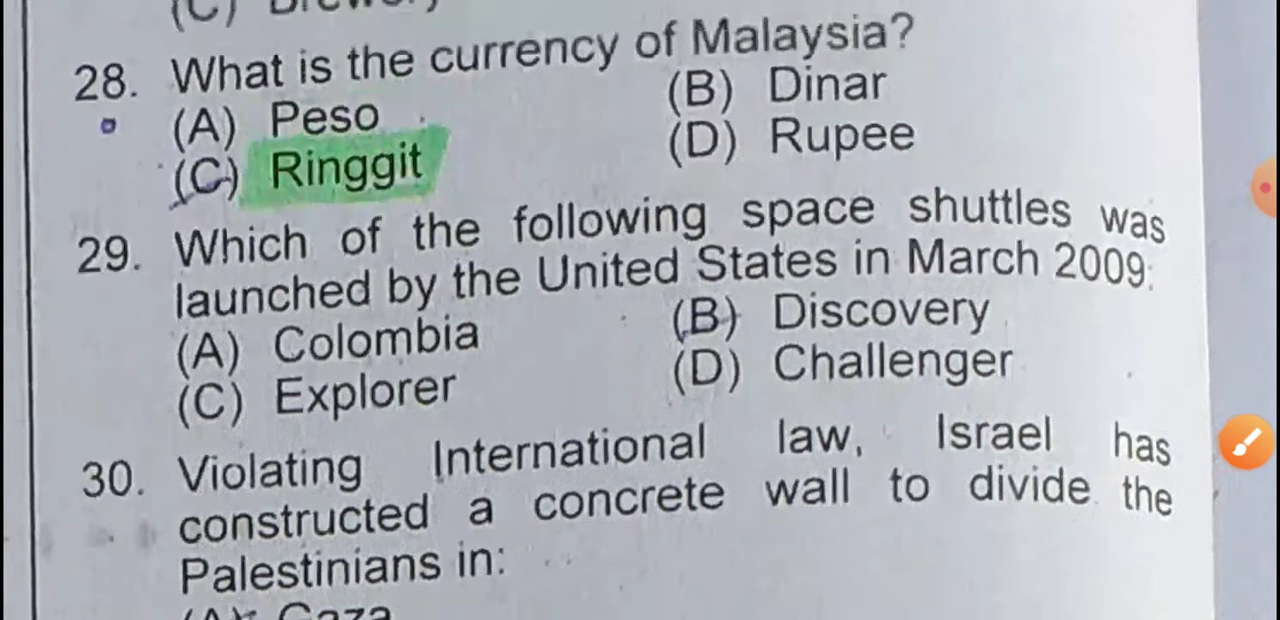 28. What is the currency of Malaysia?
(A) Peso (B) Dinar
(C) Ringgit (D) Rupee
29. Which of the following space shuttles was
launched by the United States in March 2009:
(A) Colombia (B) Discovery
(C) Explorer (D) Challenger
30. Violating International law, Israel has
constructed a concrete wall to divide the
Palestinians in:
(A) Gaza